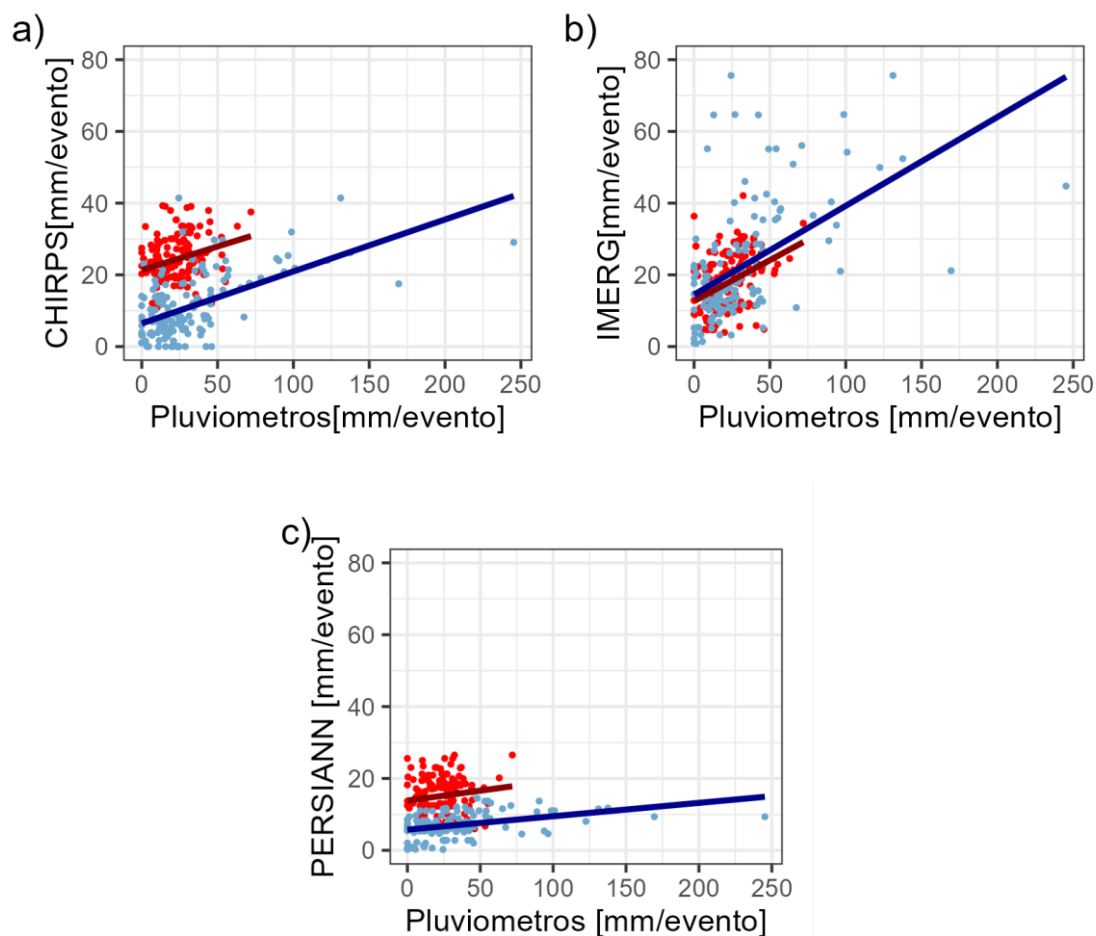 a)
CHIRPS[mm/evento]
80
60
40
20
0
0 50 100 150 200 250
Pluviometros[mm/evento]
b)
IMERG[mm/evento]
80
60
40
20
0
0 50 100 150 200 250
Pluviometros [mm/evento]
c)
PERSIANN [mm/evento]
80
60
40
20
0
0 50 100 150 200 250
Pluviometros [mm/evento]